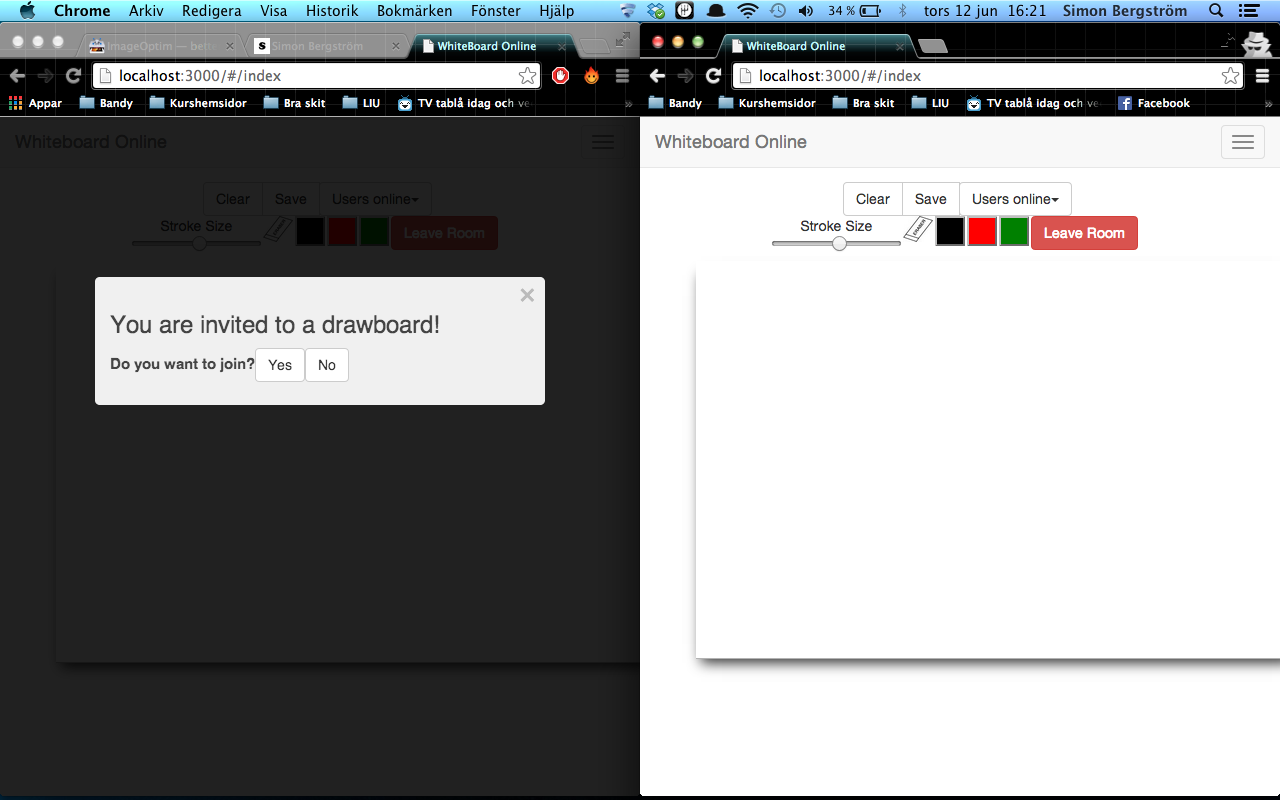 Chrome Arkiv Redigera Visa Historik Bokmärken Fönster Hjälp 34 % tors 12 jun 16:21 Simon Bergström
ImageOptim — bette
S Simon Bergström
WhiteBoard Online
localhost:3000/#/index
Appar Bandy Kurshemsidor Bra skit LIU TV tablå idag och ve »
Whiteboard Online
Clear Save Users online
Stroke Size
Leave Room
×
You are invited to a drawboard!
Do you want to join? Yes No
WhiteBoard Online
localhost:3000/#/index
Bandy Kurshemsidor Bra skit LIU TV tablå idag och ve Facebook »
Whiteboard Online
Clear Save Users online
Stroke Size
ERASER
Leave Room